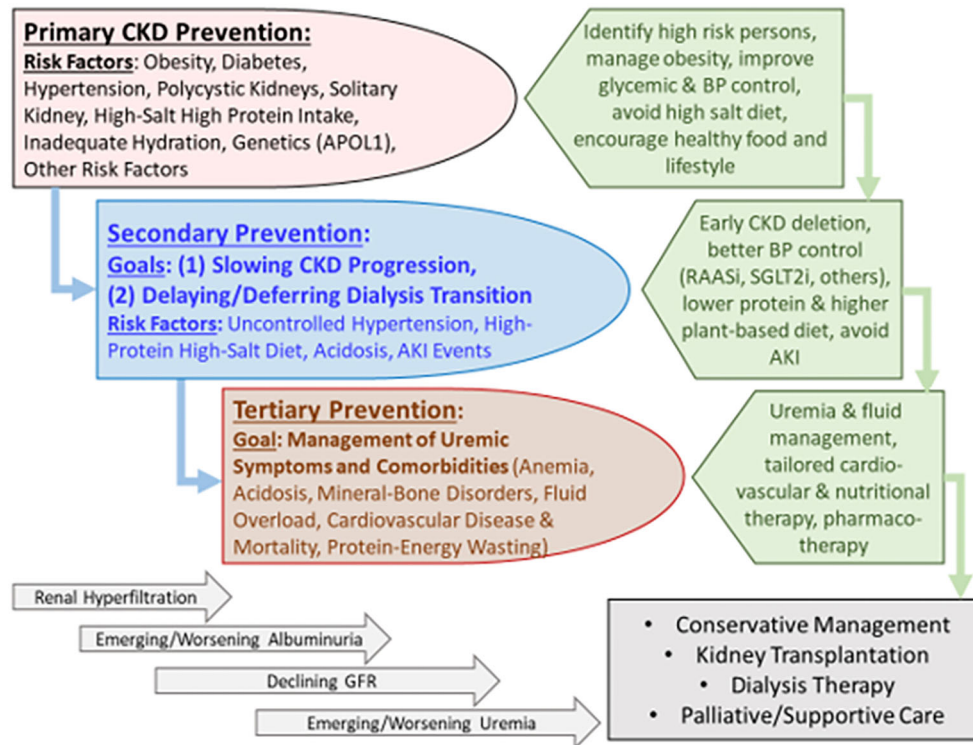 Primary CKD Prevention:
Risk Factors: Obesity, Diabetes,
Hypertension, Polycystic Kidneys, Solitary
Kidney, High-Salt High Protein Intake,
Inadequate Hydration, Genetics (APOL1),
Other Risk Factors
Identify high risk persons,
manage obesity, improve
glycemic & BP control,
avoid high salt diet,
encourage healthy food and
lifestyle
Secondary Prevention:
Goals: (1) Slowing CKD Progression,
(2) Delaying/Deferring Dialysis Transition
Risk Factors: Uncontrolled Hypertension, High-
Protein High-Salt Diet, Acidosis, AKI Events
Early CKD deletion,
better BP control
(RAASi, SGLT2i, others),
lower protein & higher
plant-based diet, avoid
AKI
Tertiary Prevention:
Goal: Management of Uremic
Symptoms and Comorbidities (Anemia,
Acidosis, Mineral-Bone Disorders, Fluid
Overload, Cardiovascular Disease &
Mortality, Protein-Energy Wasting)
Uremia & fluid
management,
tailored cardio-
vascular & nutritional
therapy, pharmaco-
therapy
Renal Hyperfiltration
Emerging/Worsening Albuminuria
Declining GFR
Emerging/Worsening Uremia
• Conservative Management
• Kidney Transplantation
• Dialysis Therapy
• Palliative/Supportive Care